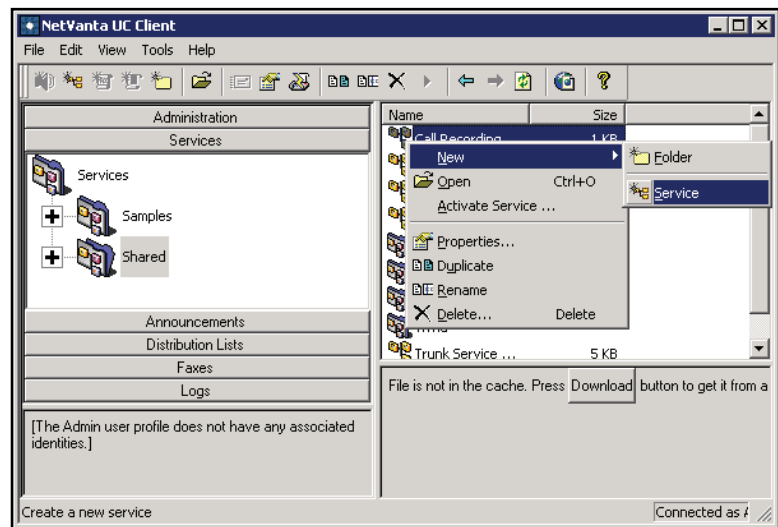 NetVanta UC Client
File Edit View Tools Help
Administration
Services
Services
Samples
Shared
Announcements
Distribution Lists
Faxes
Logs
[The Admin user profile does not have any associated
identities.]
Name Size
Call Recording 1 KB
New
Open Ctrl+O
Activate Service ...
Properties...
Duplicate
Rename
Delete... Delete
Folder
Service
Trunk Service ... 5 KB
File is not in the cache. Press Download button to get it from a
Create a new service
Connected as